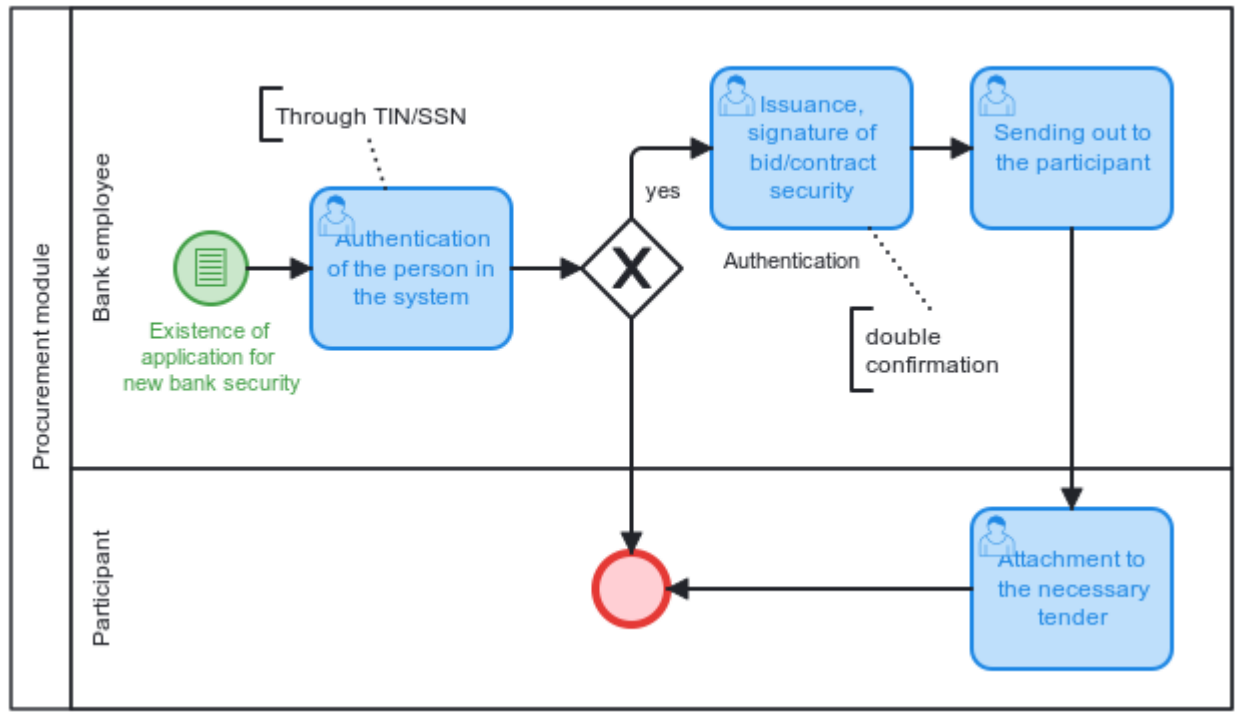 Procurement module
Bank employee
Through TIN/SSN
Existence of
application for
new bank security
Authentication
of the person in
the system
yes
Issuance,
signature of
bid/contract
security
Sending out to
the participant
Authentication
double
confirmation
Participant
Attachment to
the necessary
tender